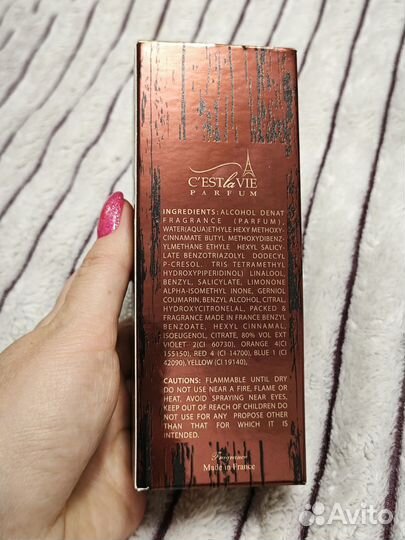 C'EST la VIE
PARFUM
INGREDIENTS: ALCOHOL DENAT
FRAGRANCE (PARFUM),
WATER(AQUA)ETHYLE HEXY METHOXY-
CINNAMATE BUTYL METHOXYDIBENZ-
YLMETHANE ETHYLE HEXYL SALICY
LATE BENZOTRIAZOLYL DODECYL
P-CRESOL. TRIS TETRAMETHYL
HYDROXYPIPERIDINOL) LINALOOL
BENZYL, SALICYLATE, LIMONONE
ALPHA-ISOMETHYL INONE, GERNIOL
COUMARIN, BENZYL ALCOHOL, CITRAL,
HYDROXYCITRONELAL, PACKED &
FRAGRANCE MADE IN FRANCE BENZYL
BENZOATE, HEXYL CINNAMAL,
ISOEUGENOL, CITRATE, 80% VOL EXT
VIOLET 2(CI 60730), ORANGE 4(CI
155150), RED 4 (CI 14700), BLUE 1 (CI
42090),YELLOW (CI 19140),
CAUTIONS: FLAMMABLE UNTIL DRY
DO NOT USE NEAR A FIRE, FLAME OR
HEAT, AVOID SPRAYING NEAR EYES,
KEEP OUT OF REACH OF CHILDREN DO
NOT USE FOR ANY PROPOSE OTHER
THAN THAT FOR WHICH IT IS
INTENDED.
Fragrance
Made in France
Avito